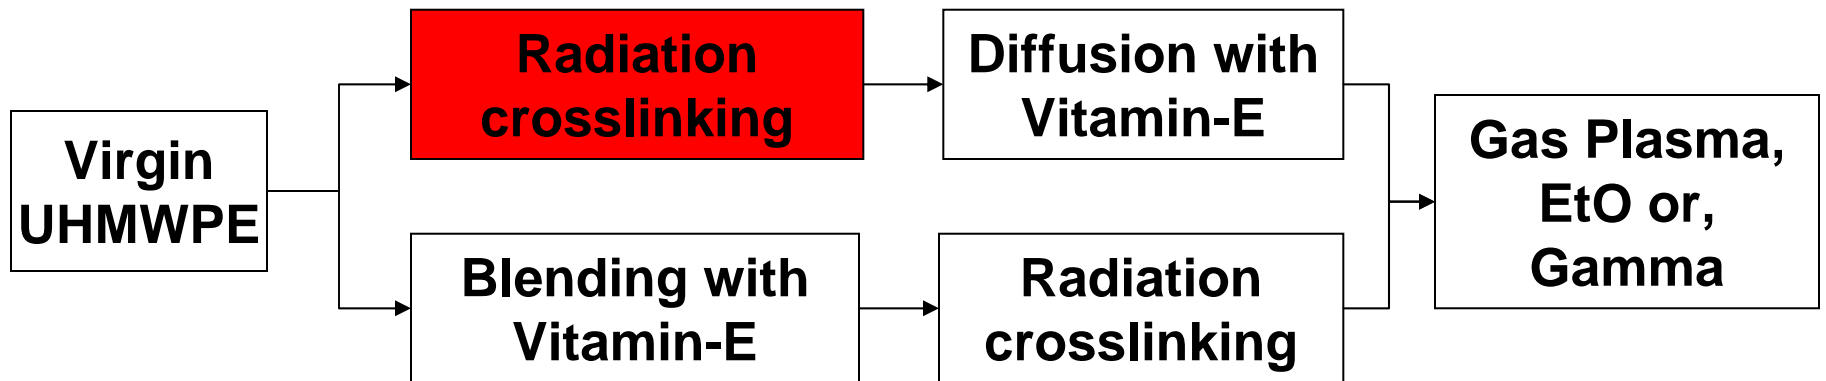 Virgin
UHMWPE
Radiation
crosslinking
Diffusion with
Vitamin-E
Blending with
Vitamin-E
Radiation
crosslinking
Gas Plasma,
EtO or,
Gamma